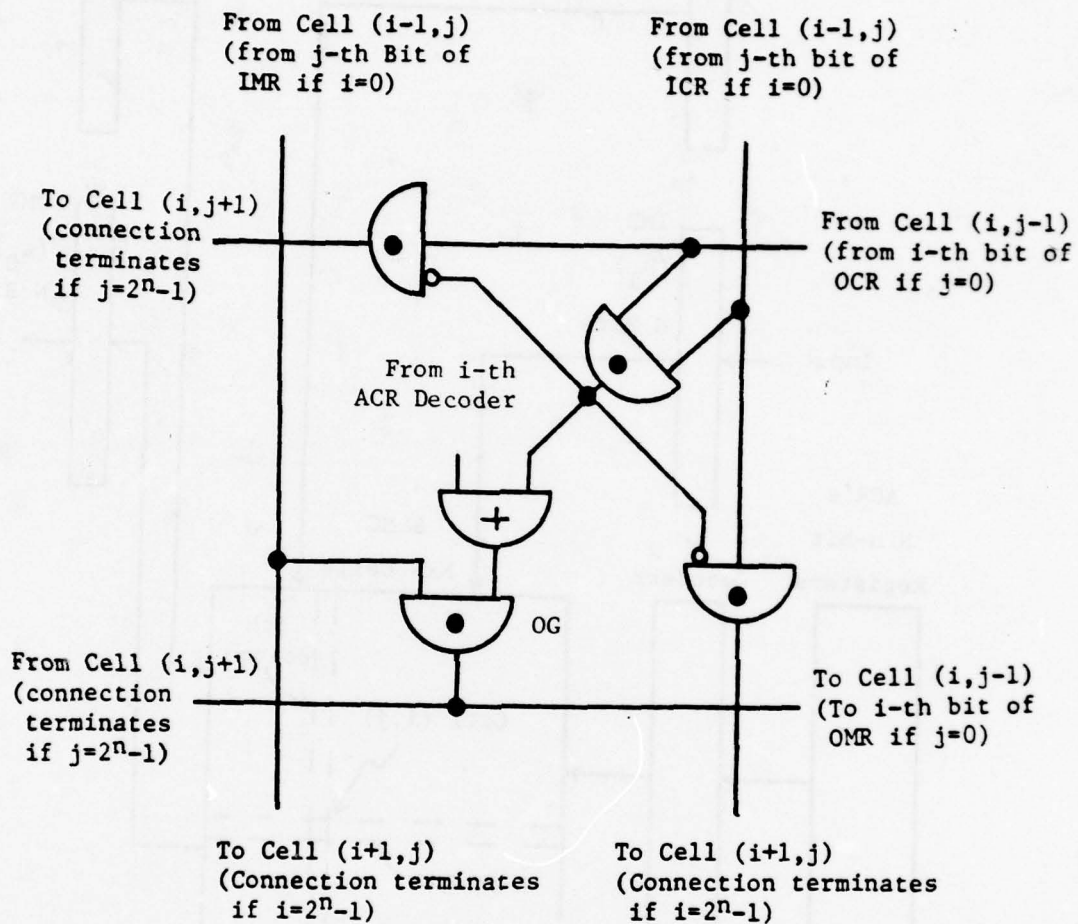 From Cell (i-1,j)
(from j-th Bit of
IMR if i=0)
From Cell (i-1,j)
(from j-th bit of
ICR if i=0)
To Cell (i,j+1)
(connection
terminates
if j=2ⁿ-1)
From Cell (i,j-1)
(from i-th bit of
OCR if j=0)
From i-th
ACR Decoder
+
OG
From Cell (i,j+1)
(connection
terminates
if j=2ⁿ-1)
To Cell (i,j-1)
(To i-th bit of
OMR if j=0)
To Cell (i+1,j)
(Connection terminates
if i=2ⁿ-1)
To Cell (i+1,j)
(Connection terminates
if i=2ⁿ-1)